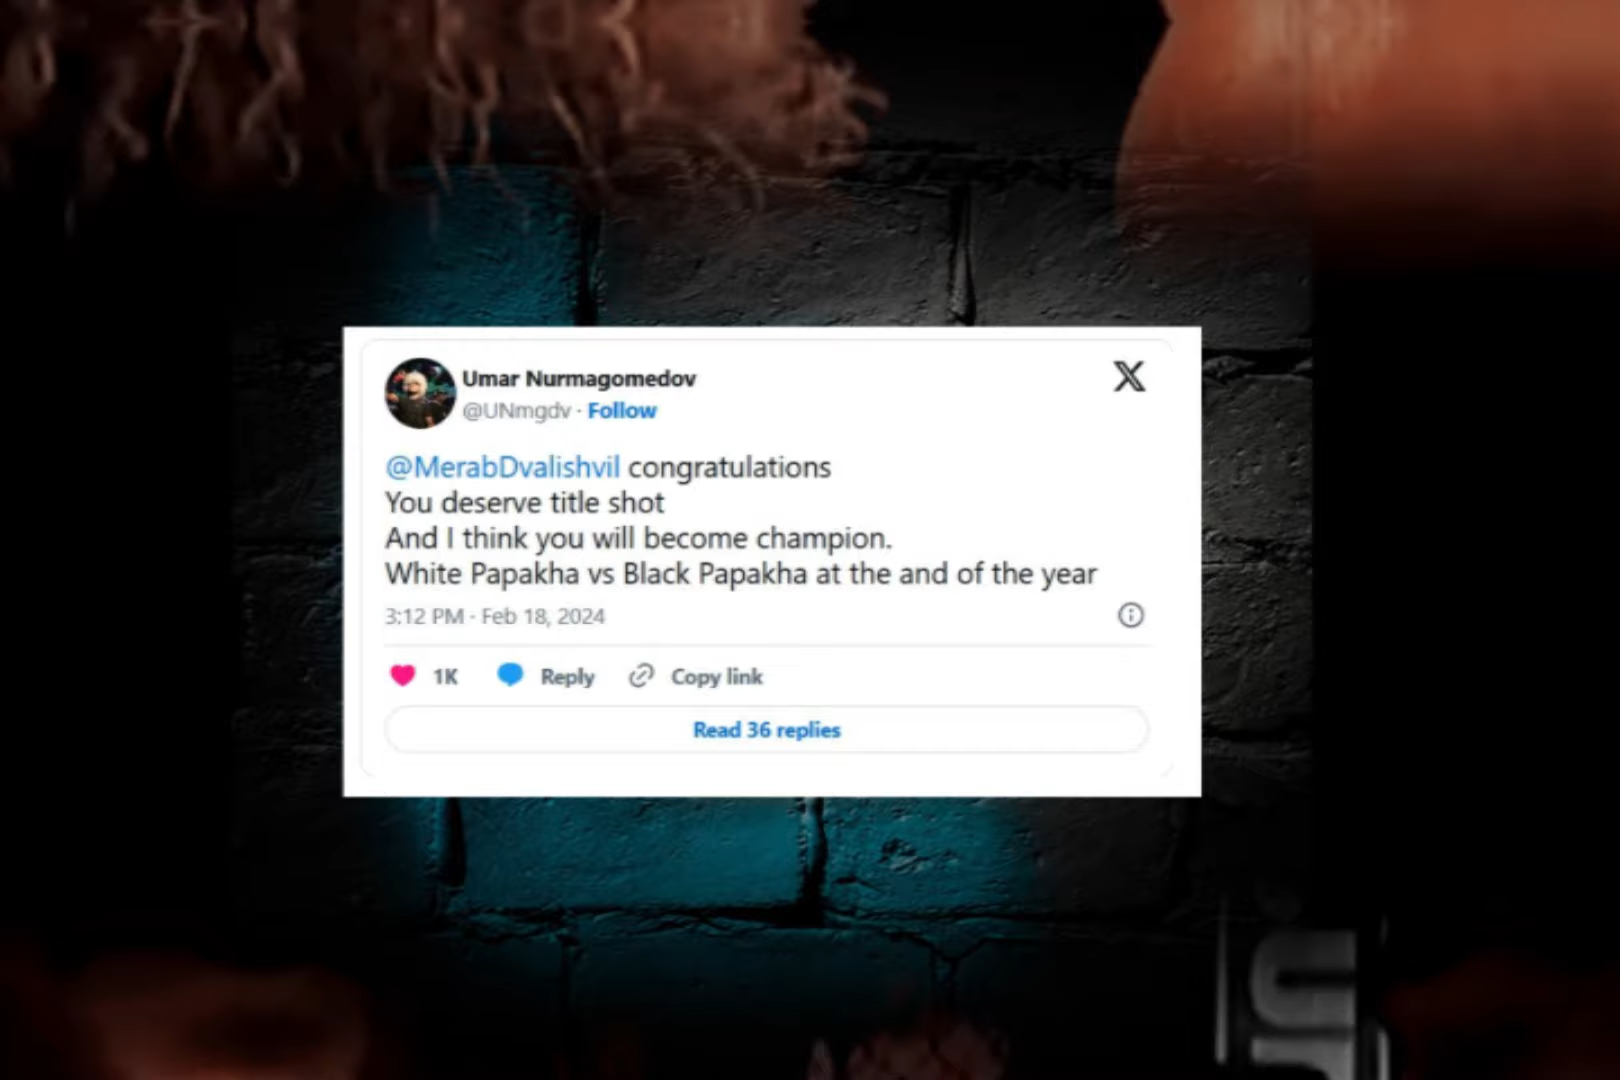 Umar Nurmagomedov
@UNmgdv · Follow
@MerabDvalishvil congratulations
You deserve title shot
And I think you will become champion.
White Papakha vs Black Papakha at the and of the year
3:12 PM · Feb 18, 2024
1K Reply Copy link
Read 36 replies